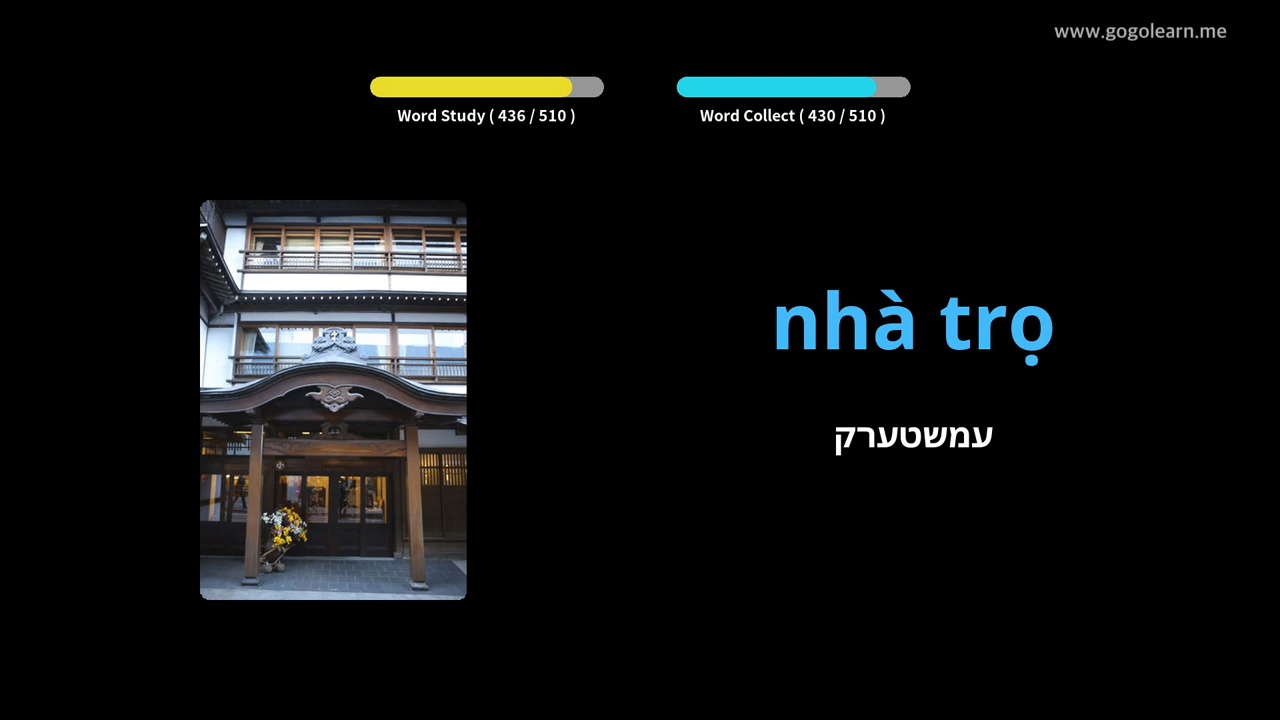 www.gogolearn.me
Word Study ( 436 / 510 )
Word Collect ( 430 / 510 )
nhà trọ
עמשטערק